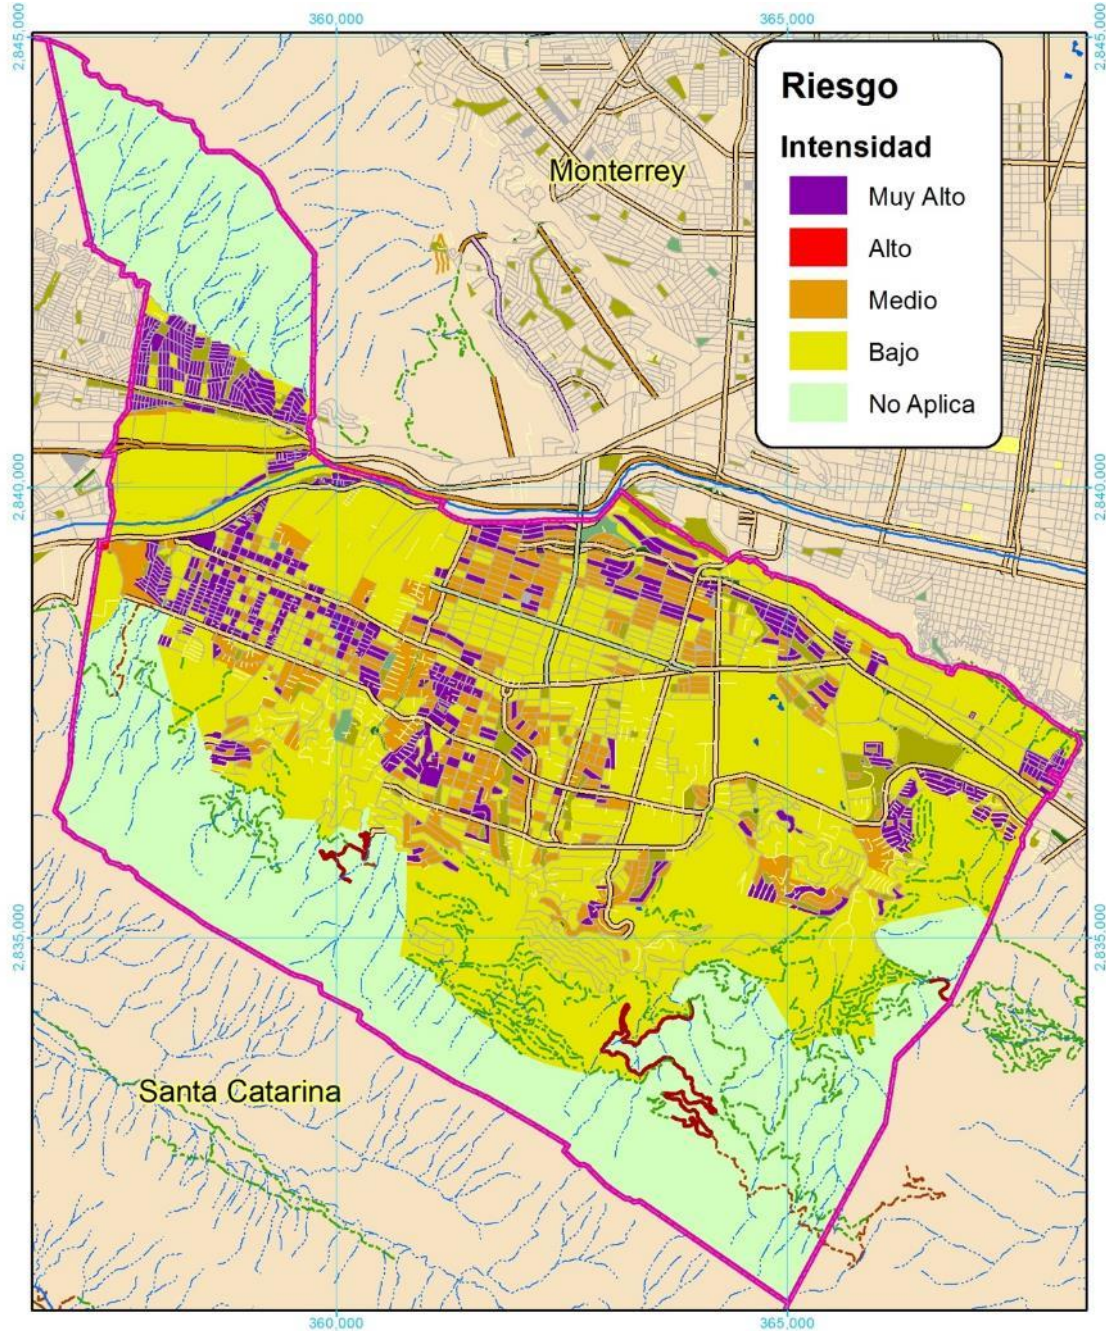 360,000
365,000
2,845,000
2,845,000
Riesgo
Intensidad
Muy Alto
Alto
Medio
Bajo
No Aplica
Monterrey
2,840,000
2,840,000
2,835,000
2,835,000
Santa Catarina
360,000
365,000